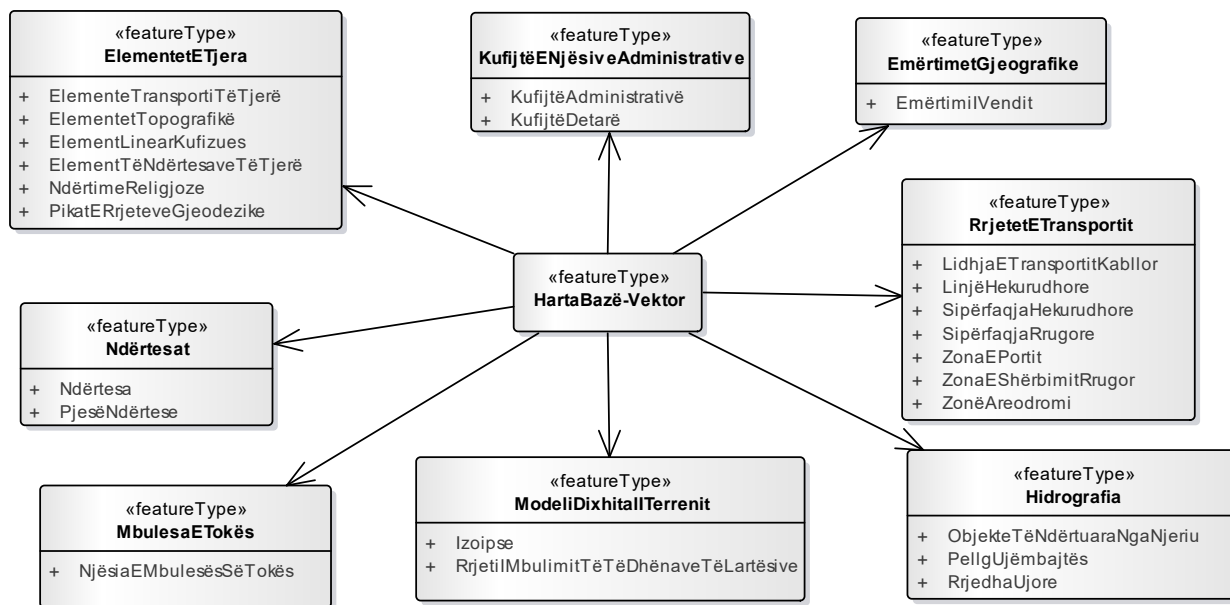 «featureType»
ElementetETjera
+ ElementeTransportiTëTjerë
+ ElementetTopografikë
+ ElementLinearKufizues
+ ElementTëNdërtesaveTëTjerë
+ NdërtimeReligjoze
+ PikatERrjeteveGjeodezike
«featureType»
KufijtëENjësiveAdministrative
+ KufijtëAdministrativë
+ KufijtëDetarë
«featureType»
EmërtimetGjeografike
+ EmërtimiIVendit
«featureType»
RrjetetETransportit
+ LidhjaETransportitKabllor
+ LinjëHekurudhore
+ SipërfaqjaHekurudhore
+ SipërfaqjaRrugore
+ ZonaEPortit
+ ZonaEShërbimitRrugor
+ ZonëAreodromi
«featureType»
HartaBazë-Vektor
«featureType»
Ndërtesat
+ Ndërtesa
+ PjesëNdërtese
«featureType»
MbulesaETokës
+ NjësiaEMbulesësSëTokës
«featureType»
ModeliDixhitalITerrenit
+ Izoipse
+ RrjetiIMbulimitTëTëDhënaveTëLartësive
«featureType»
Hidrografia
+ ObjekteTëNdërtuaraNgaNjeriu
+ PellgUjëmbajtës
+ RrjedhaUjore